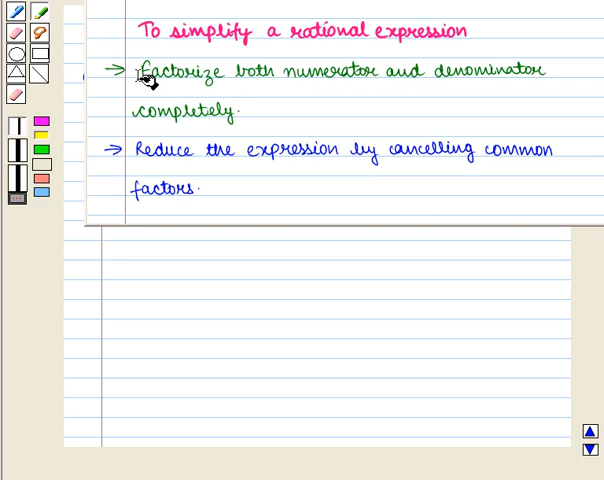 To simplify a rational expression
→ Factorize both numerator and denominator
completely.
→ Reduce the expression by cancelling common
factors.